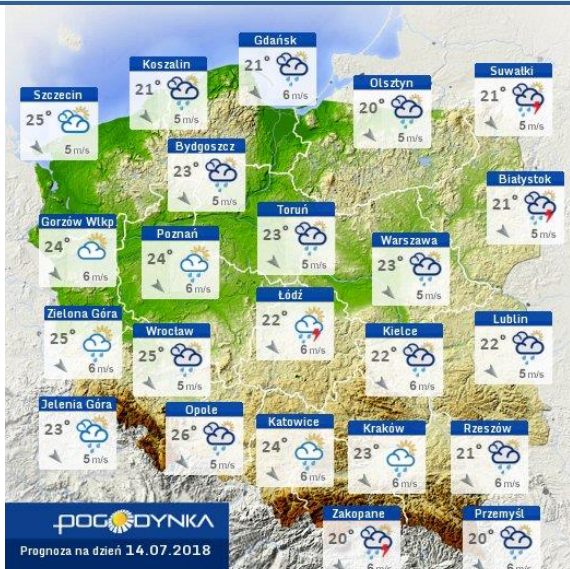 Gdańsk
21° 6 m/s
Koszalin
21° 5 m/s
Suwałki
21° 5 m/s
Olsztyn
20° 5 m/s
Szczecin
25° 5 m/s
Bydgoszcz
23° 5 m/s
Białystok
21° 5 m/s
Toruń
23° 5 m/s
Gorzów Wlkp
24° 6 m/s
Poznań
24° 6 m/s
Warszawa
23° 5 m/s
Łódź
22° 6 m/s
Zielona Góra
25° 6 m/s
Lublin
22° 5 m/s
Wrocław
25° 5 m/s
Kielce
22° 6 m/s
Jelenia Góra
23° 5 m/s
Opole
26° 5 m/s
Katowice
24° 6 m/s
Kraków
23° 6 m/s
Rzeszów
21° 6 m/s
Zakopane
20° 6 m/s
Przemyśl
20° 6 m/s
POGODYNKA
Prognoza na dzień 14.07.2018